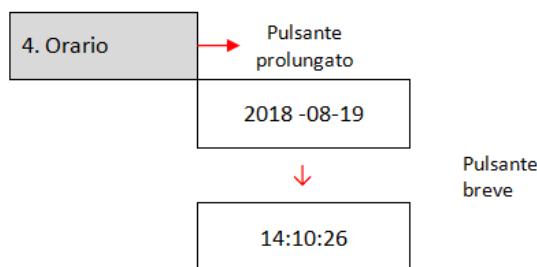 4. Orario
Pulsante
prolungato
2018 -08-19
Pulsante
breve
14:10:26